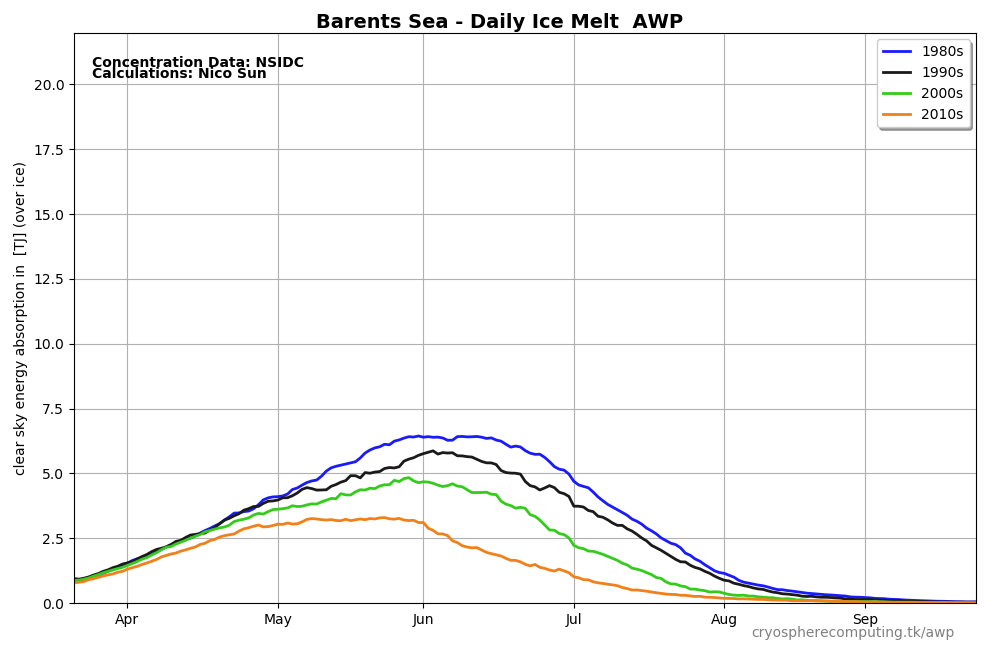 Barents Sea - Daily Ice Melt  AWP
Concentration Data: NSIDC
Calculations: Nico Sun
1980s
1990s
2000s
2010s
clear sky energy absorption in  [TJ] (over ice)
20.0
17.5
15.0
12.5
10.0
7.5
5.0
2.5
0.0
Apr May Jun Jul Aug Sep
cryospherecomputing.tk/awp